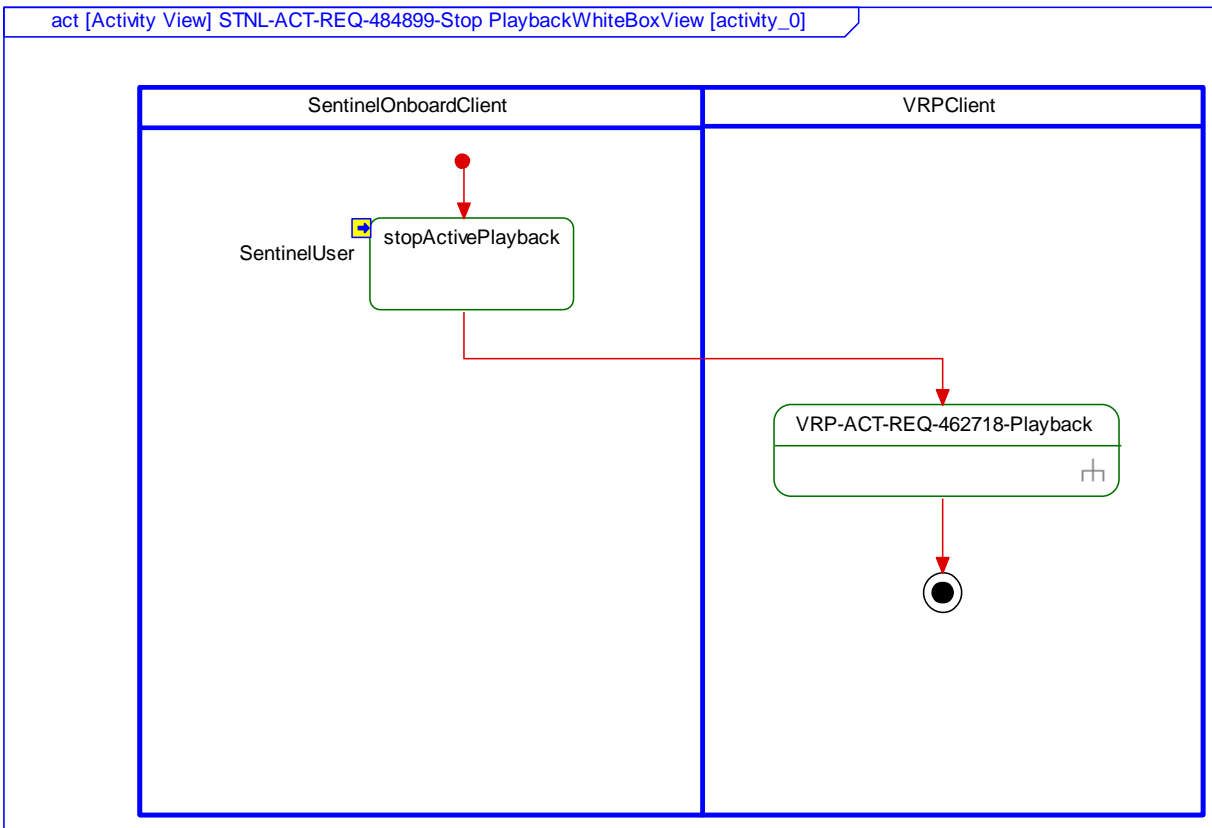 act [Activity View] STNL-ACT-REQ-484899-Stop PlaybackWhiteBoxView [activity_0]
SentinelOnboardClient
VRPClient
stopActivePlayback
SentinelUser
VRP-ACT-REQ-462718-Playback